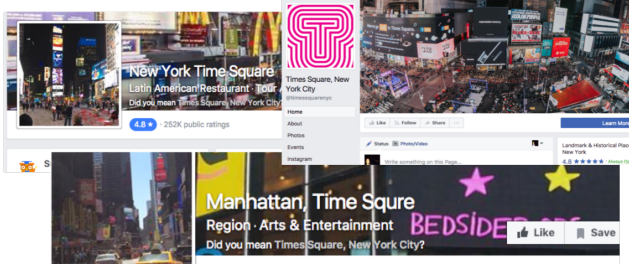 New York Time Square
Latin American Restaurant · Tour
Did you mean Times Square, New York City
4.8 ★ · 252K public ratings
S
Times Square, New York City
@timessquarenyc
Home
About
Photos
Events
Instagram
Like Follow Share ...
Learn Mor
Status Photo/Video
Write something on this Page...
Landmark & Historical Plac
New York
4.8 ★★★★★
Manhattan, Time Squre
Region · Arts & Entertainment
Did you mean Times Square, New York City?
BEDSIDER
Like Save